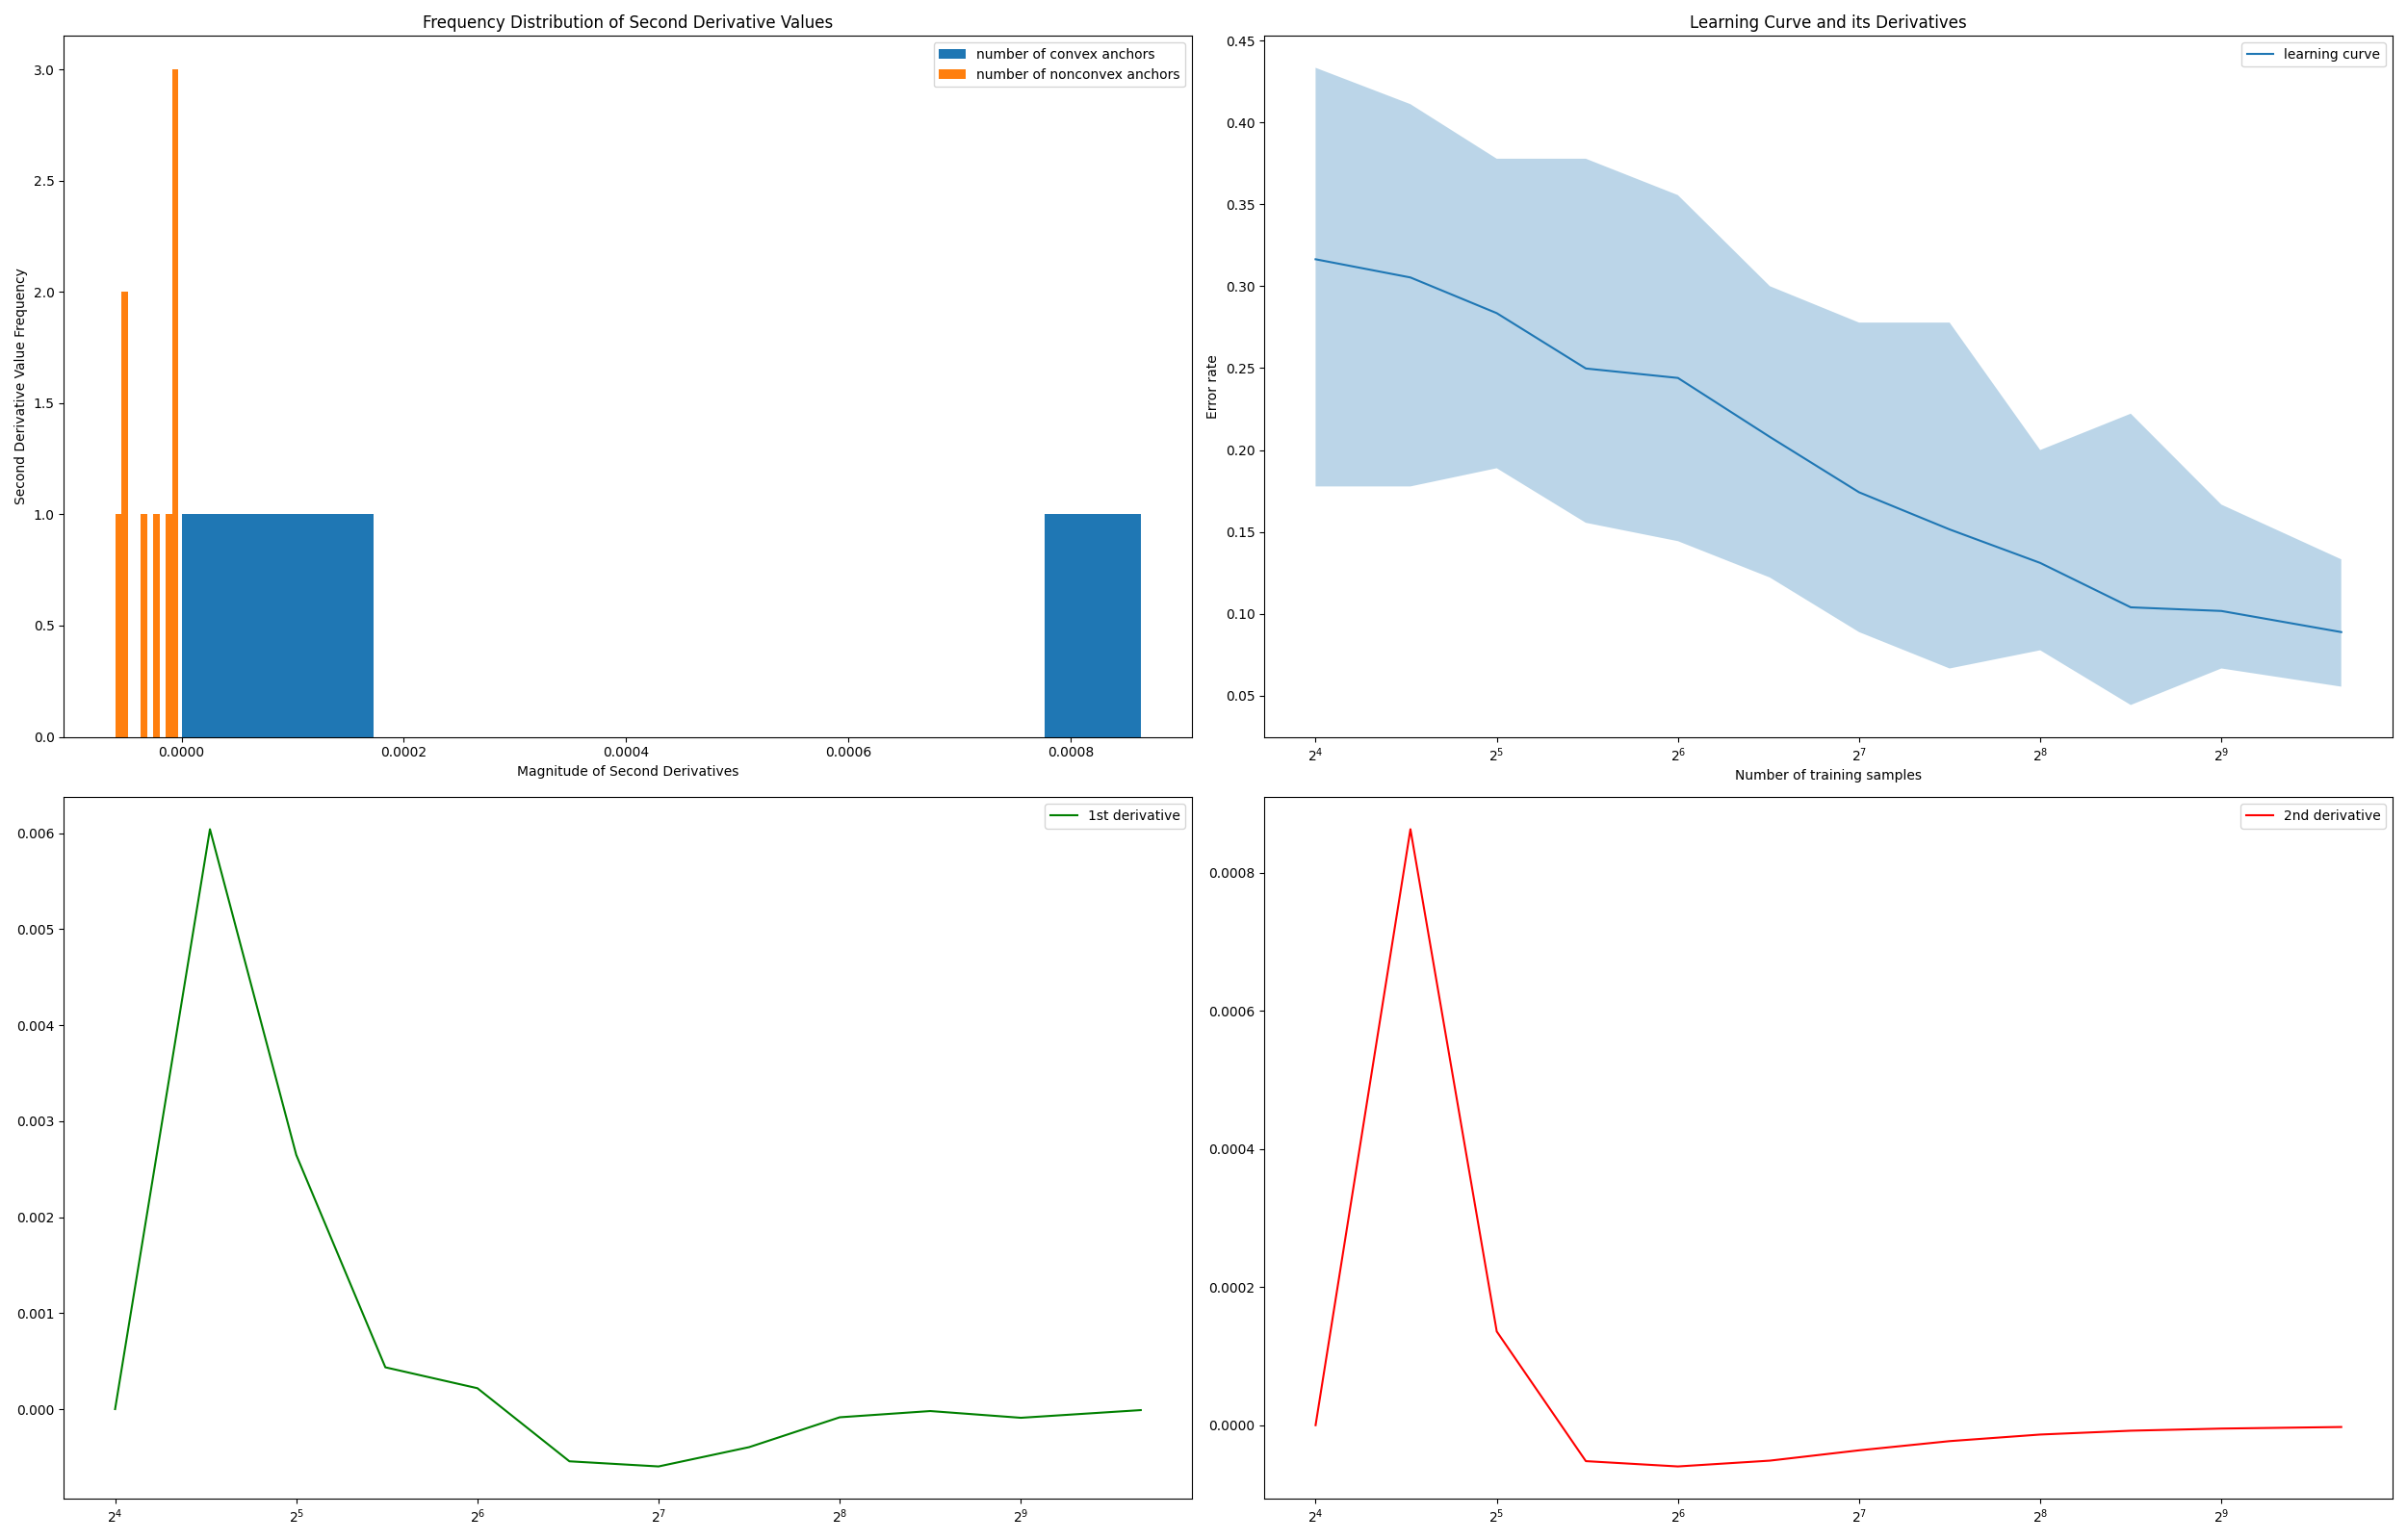 Frequency Distribution of Second Derivative Values
number of convex anchors
number of nonconvex anchors
Second Derivative Value Frequency
3.0
2.5
2.0
1.5
1.0
0.5
0.0
0.0000 0.0002 0.0004 0.0006 0.0008
Magnitude of Second Derivatives
Learning Curve and its Derivatives
learning curve
Error rate
0.45
0.40
0.35
0.30
0.25
0.20
0.15
0.10
0.05
2⁴ 2⁵ 2⁶ 2⁷ 2⁸ 2⁹
Number of training samples
1st derivative
0.006
0.005
0.004
0.003
0.002
0.001
0.000
2⁴ 2⁵ 2⁶ 2⁷ 2⁸ 2⁹
2nd derivative
0.0008
0.0006
0.0004
0.0002
0.0000
2⁴ 2⁵ 2⁶ 2⁷ 2⁸ 2⁹